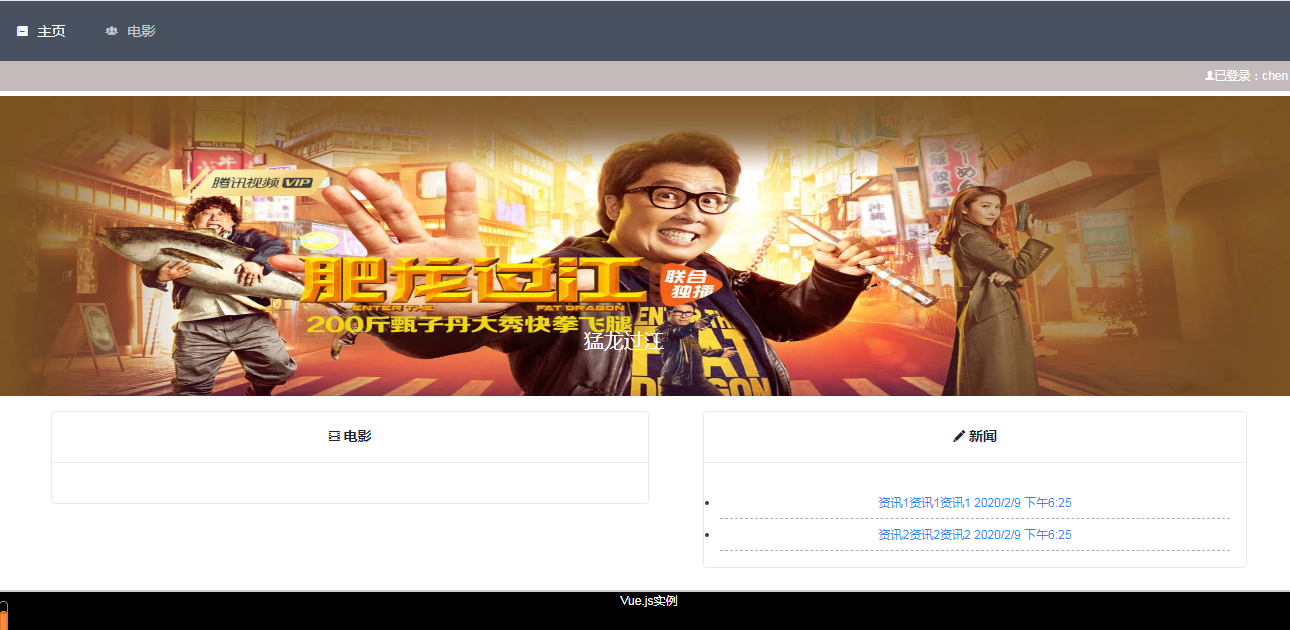 主页 电影
已登录：chen
腾讯视频 VIP
肥龙过江 联合独播
ENTER THE FAT DRAGON
200斤甄子丹大秀快拳飞腿
猛龙过江
ENTER
FAT
DRAGON
电影
新闻
资讯1资讯1资讯1 2020/2/9 下午6:25
资讯2资讯2资讯2 2020/2/9 下午6:25
Vue.js实例